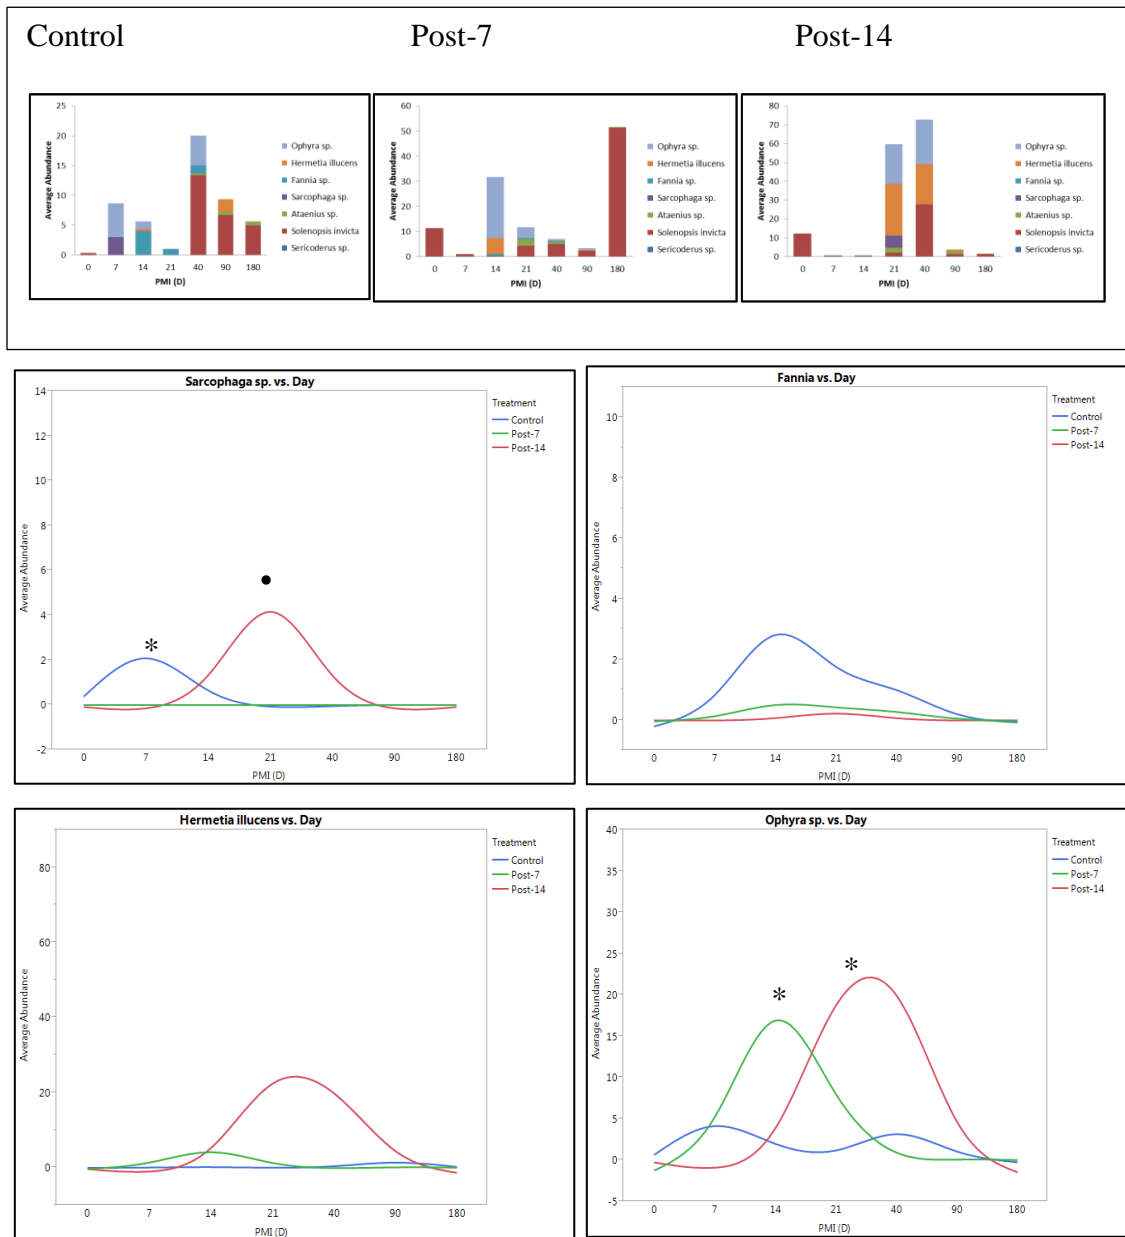 Control Post-7 Post-14
25
20
15
10
5
0
Average Abundance
0 7 14 21 40 90 180
PMI (D)
Ophyra sp.
Hermetia illucens
Fannia sp.
Sarcophaga sp.
Ataenius sp.
Solenopsis invicta
Sericoderus sp.
60
50
40
30
20
10
0
Average Abundance
0 7 14 21 40 90 180
PMI (D)
Ophyra sp.
Hermetia illucens
Fannia sp.
Sarcophaga sp.
Ataenius sp.
Solenopsis invicta
Sericoderus sp.
80
70
60
50
40
30
20
10
0
Average Abundance
0 7 14 21 40 90 180
PMI (D)
Ophyra sp.
Hermetia illucens
Fannia sp.
Sarcophaga sp.
Ataenius sp.
Solenopsis invicta
Sericoderus sp.
Sarcophaga sp. vs. Day
14
12
10
8
6
4
2
0
-2
Average Abundance
*
•
0 7 14 21 40 90 180
PMI (D)
Treatment
Control
Post-7
Post-14
Fannia vs. Day
10
8
6
4
2
0
Average Abundance
0 7 14 21 40 90 180
PMI (D)
Treatment
Control
Post-7
Post-14
Hermetia illucens vs. Day
80
60
40
20
0
Average Abundance
0 7 14 21 40 90 180
PMI (D)
Treatment
Control
Post-7
Post-14
Ophyra sp. vs. Day
40
35
30
25
20
15
10
5
0
-5
Average Abundance
*
*
0 7 14 21 40 90 180
PMI (D)
Treatment
Control
Post-7
Post-14